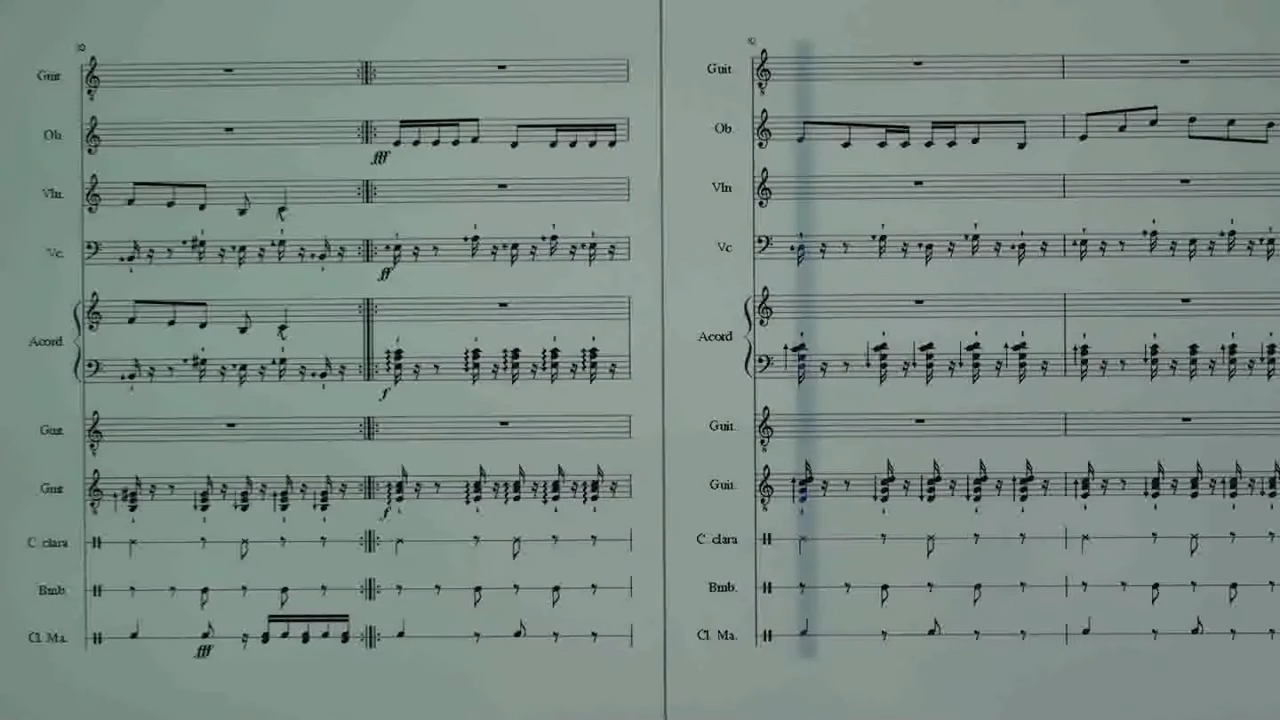 Guit.
Ob.
fff
Vln.
Vc.
ff
Acord.
f
Guit.
Guit.
f
C. clara
Bmb.
Cl. Ma.
fff
Guit.
Ob.
Vln.
Vc.
Acord.
Guit.
Guit.
C. clara
Bmb.
Cl. Ma.